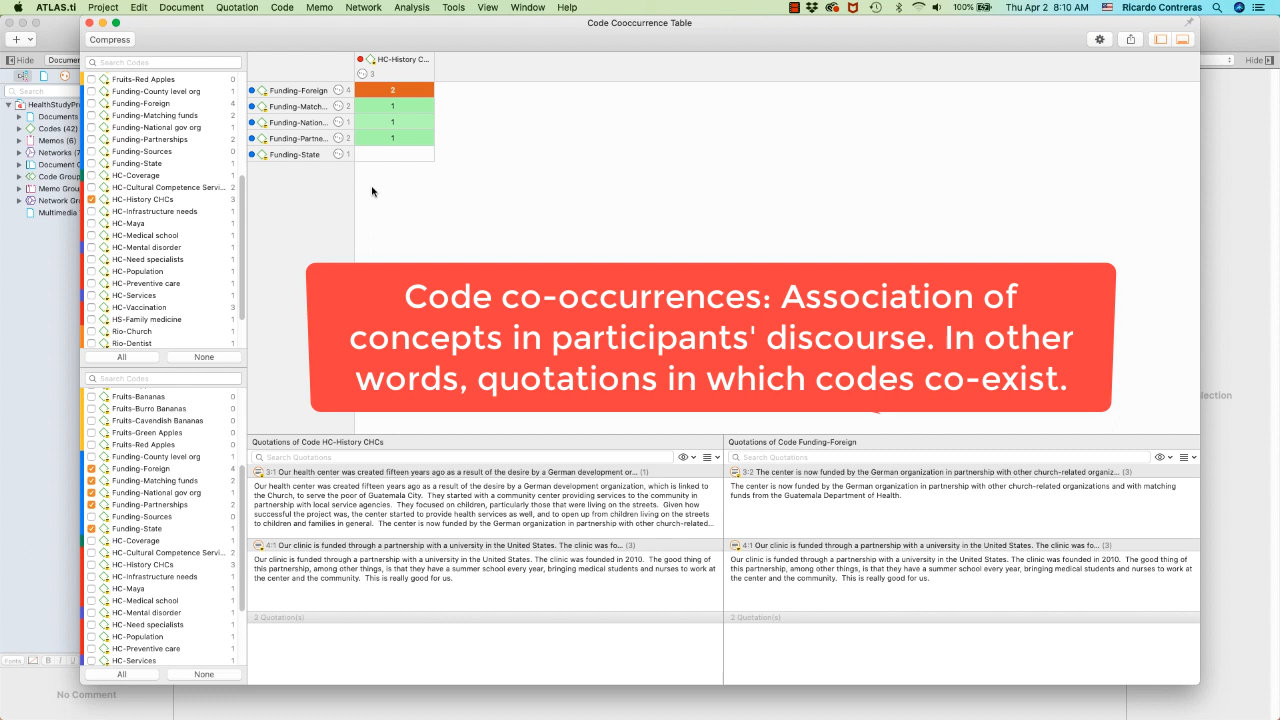 ATLAS.ti Project Edit Document Quotation Code Memo Network Analysis Tools View Window Help 100% Thu Apr 2 8:10 AM Ricardo Contreras
Code Cooccurrence Table
Compress
Hide
Docum
Hide
Search
HealthStudyPr
Documents
Codes (42)
Memos (6)
Networks (7
Document G
Code Group
Memo Grou
Network Gr
Multimedia
Search Codes
Fruits-Red Apples 0
Funding-County level org 1
Funding-Foreign 4
Funding-Matching funds 2
Funding-National gov org 1
Funding-Partnerships 2
Funding-Sources 0
Funding-State 1
HC-Coverage 1
HC-Cultural Competence Servi... 2
HC-History CHCs 3
HC-Infrastructure needs 1
HC-Maya 1
HC-Medical school 1
HC-Mental disorder 1
HC-Need specialists 1
HC-Population 1
HC-Preventive care 1
HC-Services 1
HC-Vaccination 3
HS-Family medicine 1
Rio-Church 1
Rio-Dentist 1
All None
Search Codes
Fruits-Bananas 0
Fruits-Burro Bananas 0
Fruits-Cavendish Bananas 0
Fruits-Green Apples 0
Fruits-Red Apples 0
Funding-County level org 1
Funding-Foreign 4
Funding-Matching funds 2
Funding-National gov org 1
Funding-Partnerships 2
Funding-Sources 0
Funding-State 1
HC-Coverage 1
HC-Cultural Competence Servi... 2
HC-History CHCs 3
HC-Infrastructure needs 1
HC-Maya 1
HC-Medical school 1
HC-Mental disorder 1
HC-Need specialists 1
HC-Population 1
HC-Preventive care 1
HC-Services 1
All None
HC-History C...
3
Funding-Foreign 4 2
Funding-Match... 2 1
Funding-Nation... 1 1
Funding-Partne... 2 1
Funding-State 1
Code co-occurrences: Association of
concepts in participants' discourse. In other
words, quotations in which codes co-exist.
Quotations of Code HC-History CHCs
Search Quotations
3:1 Our health center was created fifteen years ago as a result of the desire by a German development or... (1)
Our health center was created fifteen years ago as a result of the desire by a German development organization, which is linked to
the Church, to serve the poor of Guatemala City. They started with a community center providing services to the community in
partnership with local service agencies. They focused on children, particularly those that were living on the streets. Given how
successful the project was, the center started to provide health services as well, and to open up from children living on the streets
to children and families in general. The center is now funded by the German organization in partnership with other church-related...
4:1 Our clinic is funded through a partnership with a university in the United States. The clinic was fo... (3)
Our clinic is funded through a partnership with a university in the United States. The clinic was founded in 2010. The good thing of
this partnership, among other things, is that they have a summer school every year, bringing medical students and nurses to work at
the center and the community. This is really good for us.
2 Quotation(s)
Quotations of Code Funding-Foreign
Search Quotations
3:2 The center is now funded by the German organization in partnership with other church-related organiz... (3)
The center is now funded by the German organization in partnership with other church-related organizations and with matching
funds from the Guatemala Department of Health.
4:1 Our clinic is funded through a partnership with a university in the United States. The clinic was fo... (3)
Our clinic is funded through a partnership with a university in the United States. The clinic was founded in 2010. The good thing of
this partnership, among other things, is that they have a summer school every year, bringing medical students and nurses to work at
the center and the community. This is really good for us.
2 Quotation(s)
Fonts B I U
No Comment
election